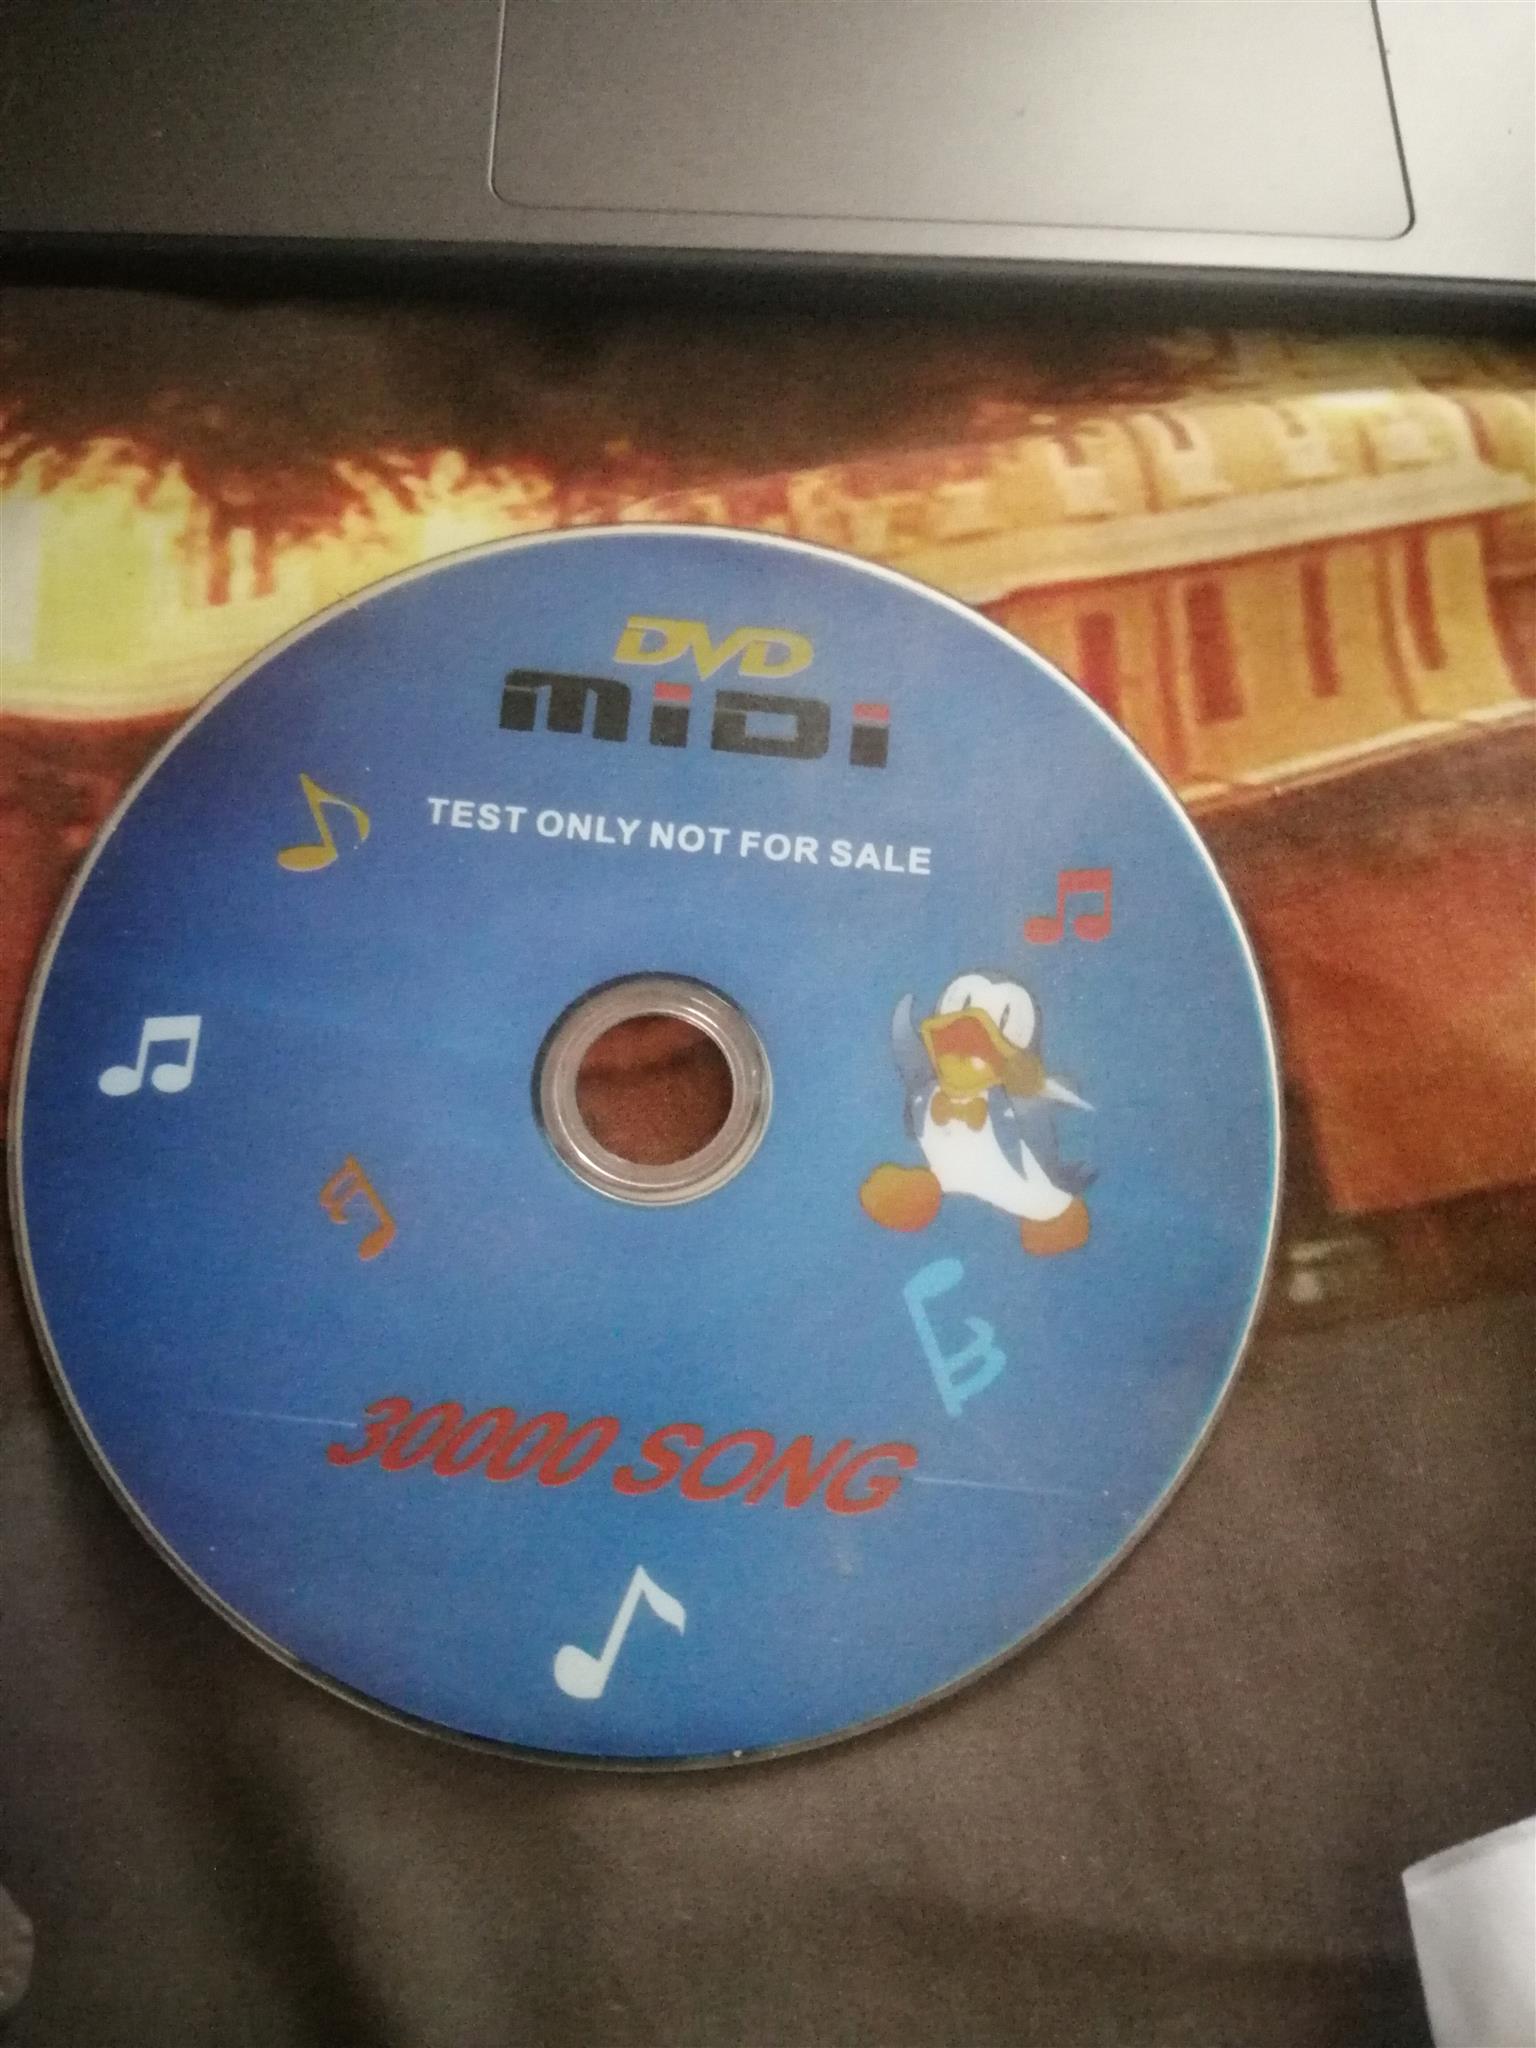 DVD
MiDi
TEST ONLY NOT FOR SALE
30000 SONG